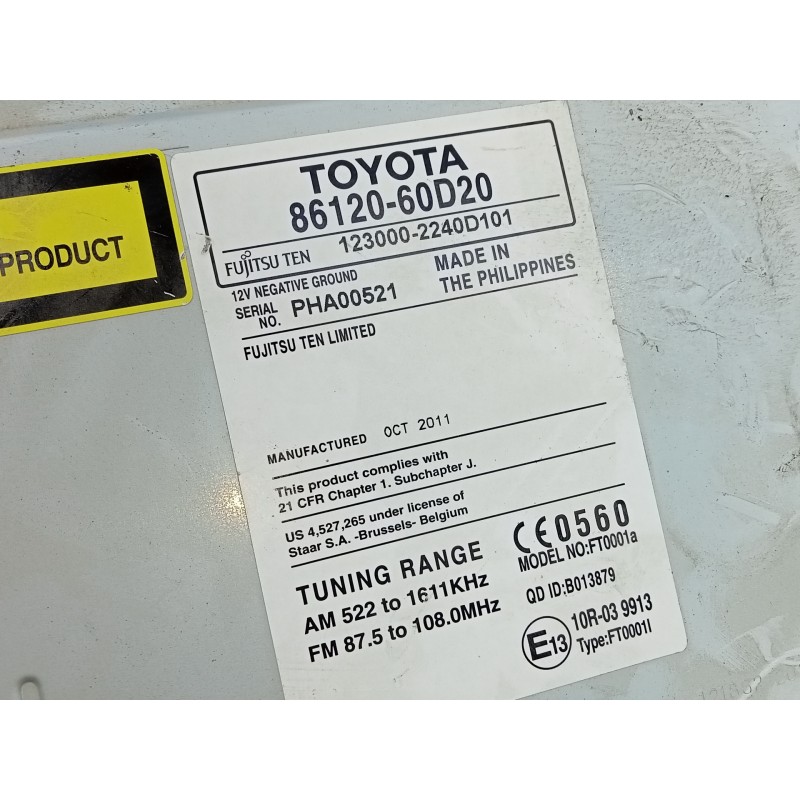 PRODUCT
TOYOTA
86120-60D20
FUJITSU TEN 123000-2240D101
12V NEGATIVE GROUND
SERIAL NO. PHA00521
MADE IN
THE PHILIPPINES
FUJITSU TEN LIMITED
MANUFACTURED OCT 2011
This product complies with
21 CFR Chapter 1. Subchapter J.
US 4,527,265 under license of
Staar S.A. -Brussels- Belgium
TUNING RANGE
AM 522 to 1611KHz
FM 87.5 to 108.0MHz
CE0560
MODEL NO:FT0001a
QD ID:B013879
E13
10R-03 9913
Type:FT0001I